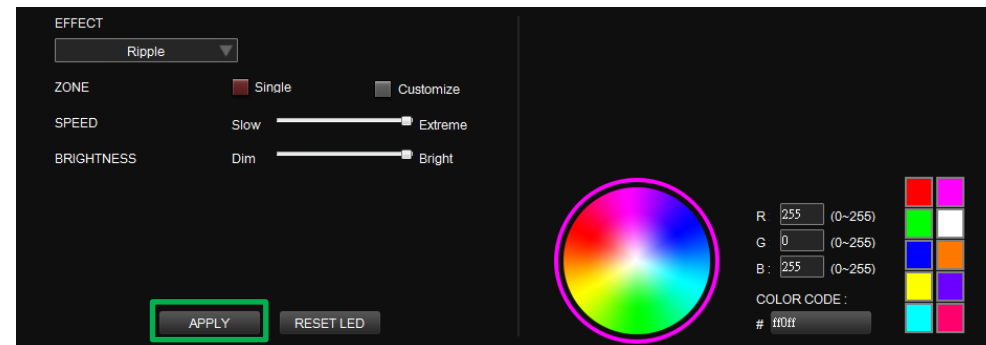 EFFECT
Ripple
ZONE Single Customize
SPEED Slow Extreme
BRIGHTNESS Dim Bright
R 255 (0~255)
G 0 (0~255)
B: 255 (0~255)
COLOR CODE :
# ff0ff
APPLY RESET LED